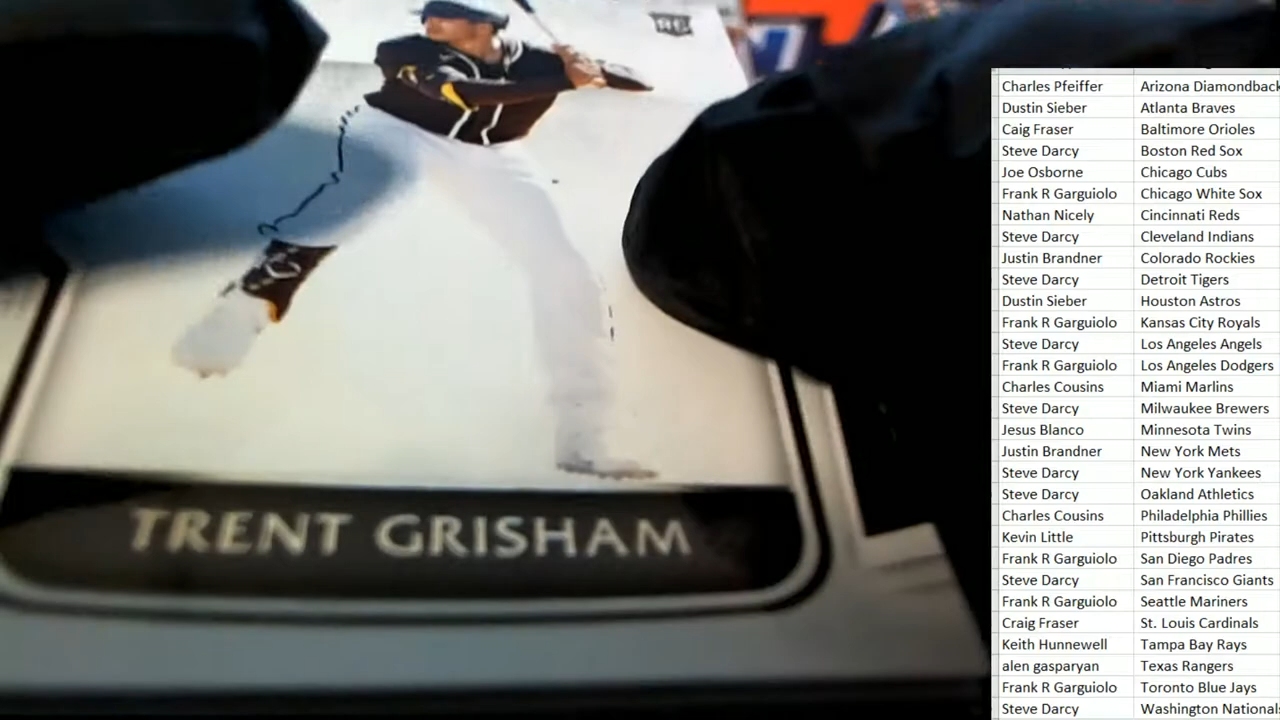 RC
TRENT GRISHAM
Charles Pfeiffer Arizona Diamondback
Dustin Sieber Atlanta Braves
Caig Fraser Baltimore Orioles
Steve Darcy Boston Red Sox
Joe Osborne Chicago Cubs
Frank R Garguiolo Chicago White Sox
Nathan Nicely Cincinnati Reds
Steve Darcy Cleveland Indians
Justin Brandner Colorado Rockies
Steve Darcy Detroit Tigers
Dustin Sieber Houston Astros
Frank R Garguiolo Kansas City Royals
Steve Darcy Los Angeles Angels
Frank R Garguiolo Los Angeles Dodgers
Charles Cousins Miami Marlins
Steve Darcy Milwaukee Brewers
Jesus Blanco Minnesota Twins
Justin Brandner New York Mets
Steve Darcy New York Yankees
Steve Darcy Oakland Athletics
Charles Cousins Philadelphia Phillies
Kevin Little Pittsburgh Pirates
Frank R Garguiolo San Diego Padres
Steve Darcy San Francisco Giants
Frank R Garguiolo Seattle Mariners
Craig Fraser St. Louis Cardinals
Keith Hunnewell Tampa Bay Rays
alen gasparyan Texas Rangers
Frank R Garguiolo Toronto Blue Jays
Steve Darcy Washington Nationals